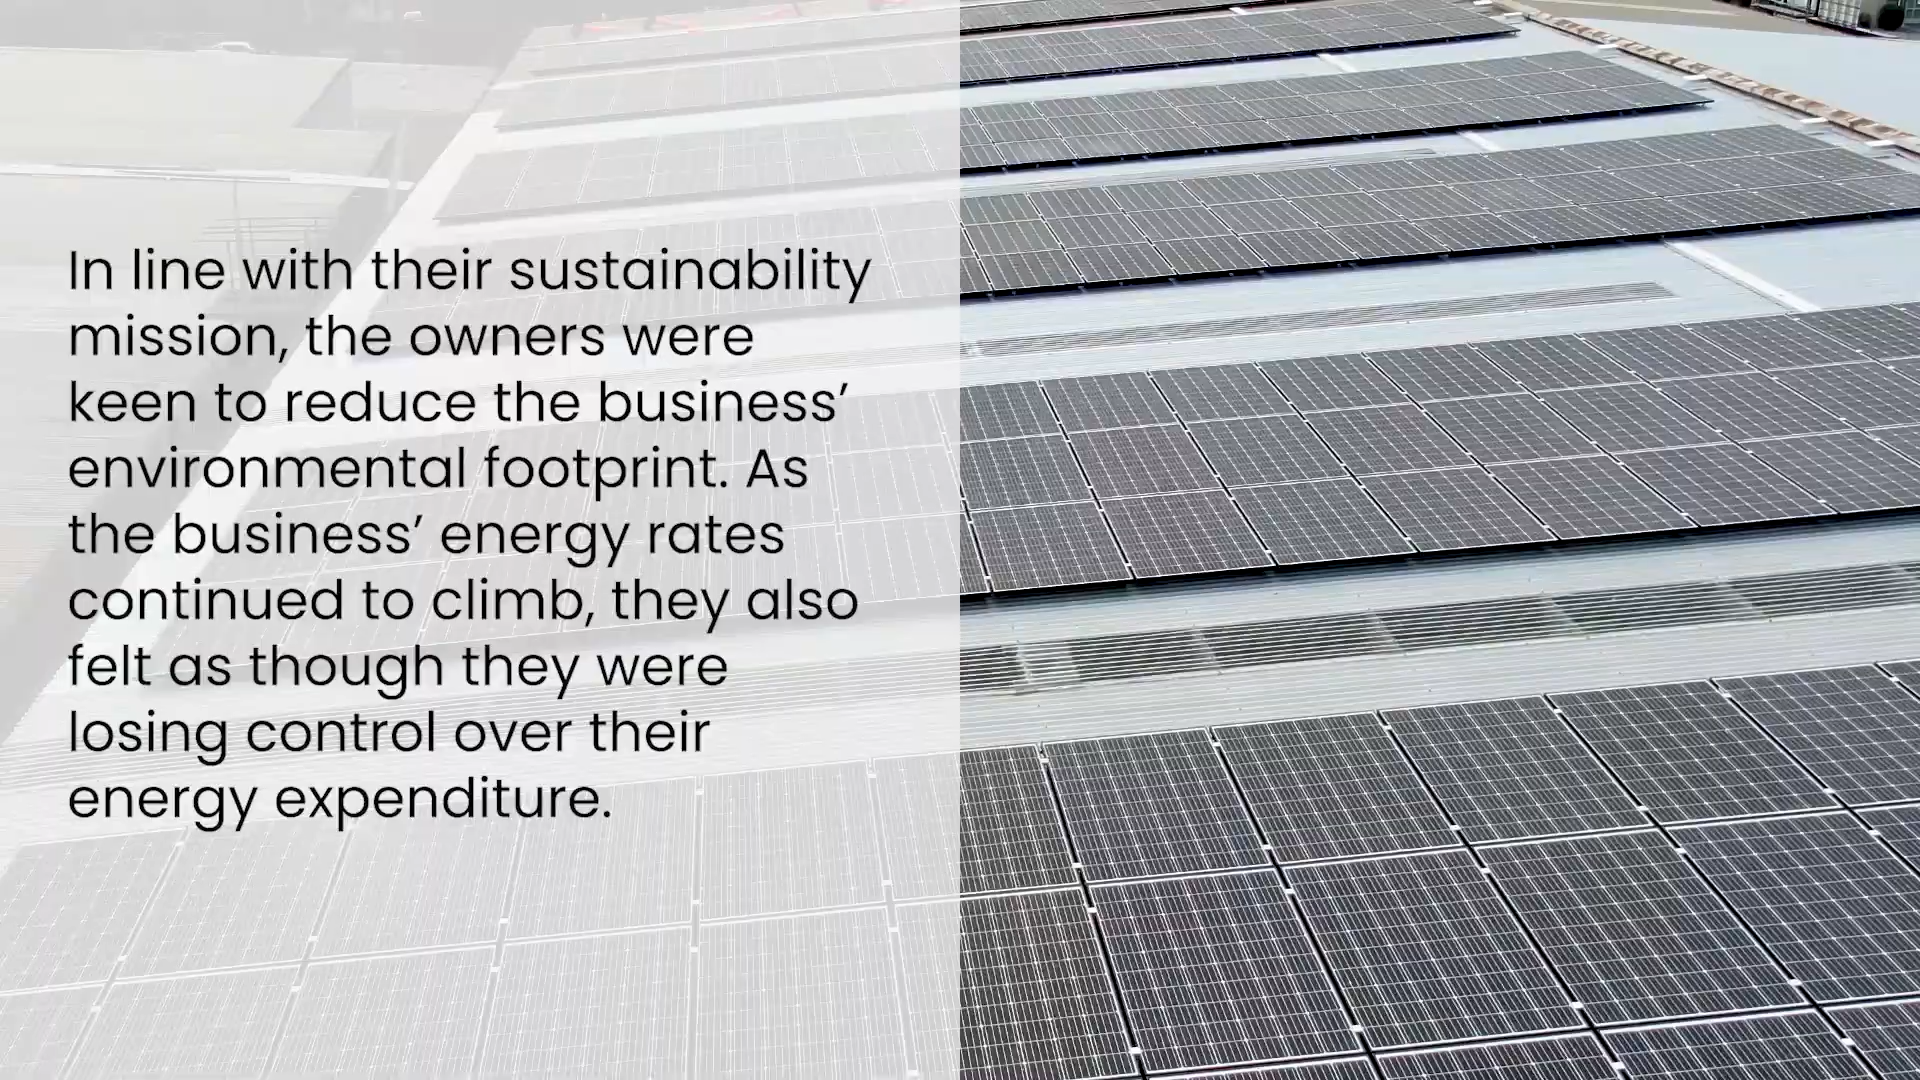 In line with their sustainability
mission, the owners were
keen to reduce the business’
environmental footprint. As
the business’ energy rates
continued to climb, they also
felt as though they were
losing control over their
energy expenditure.